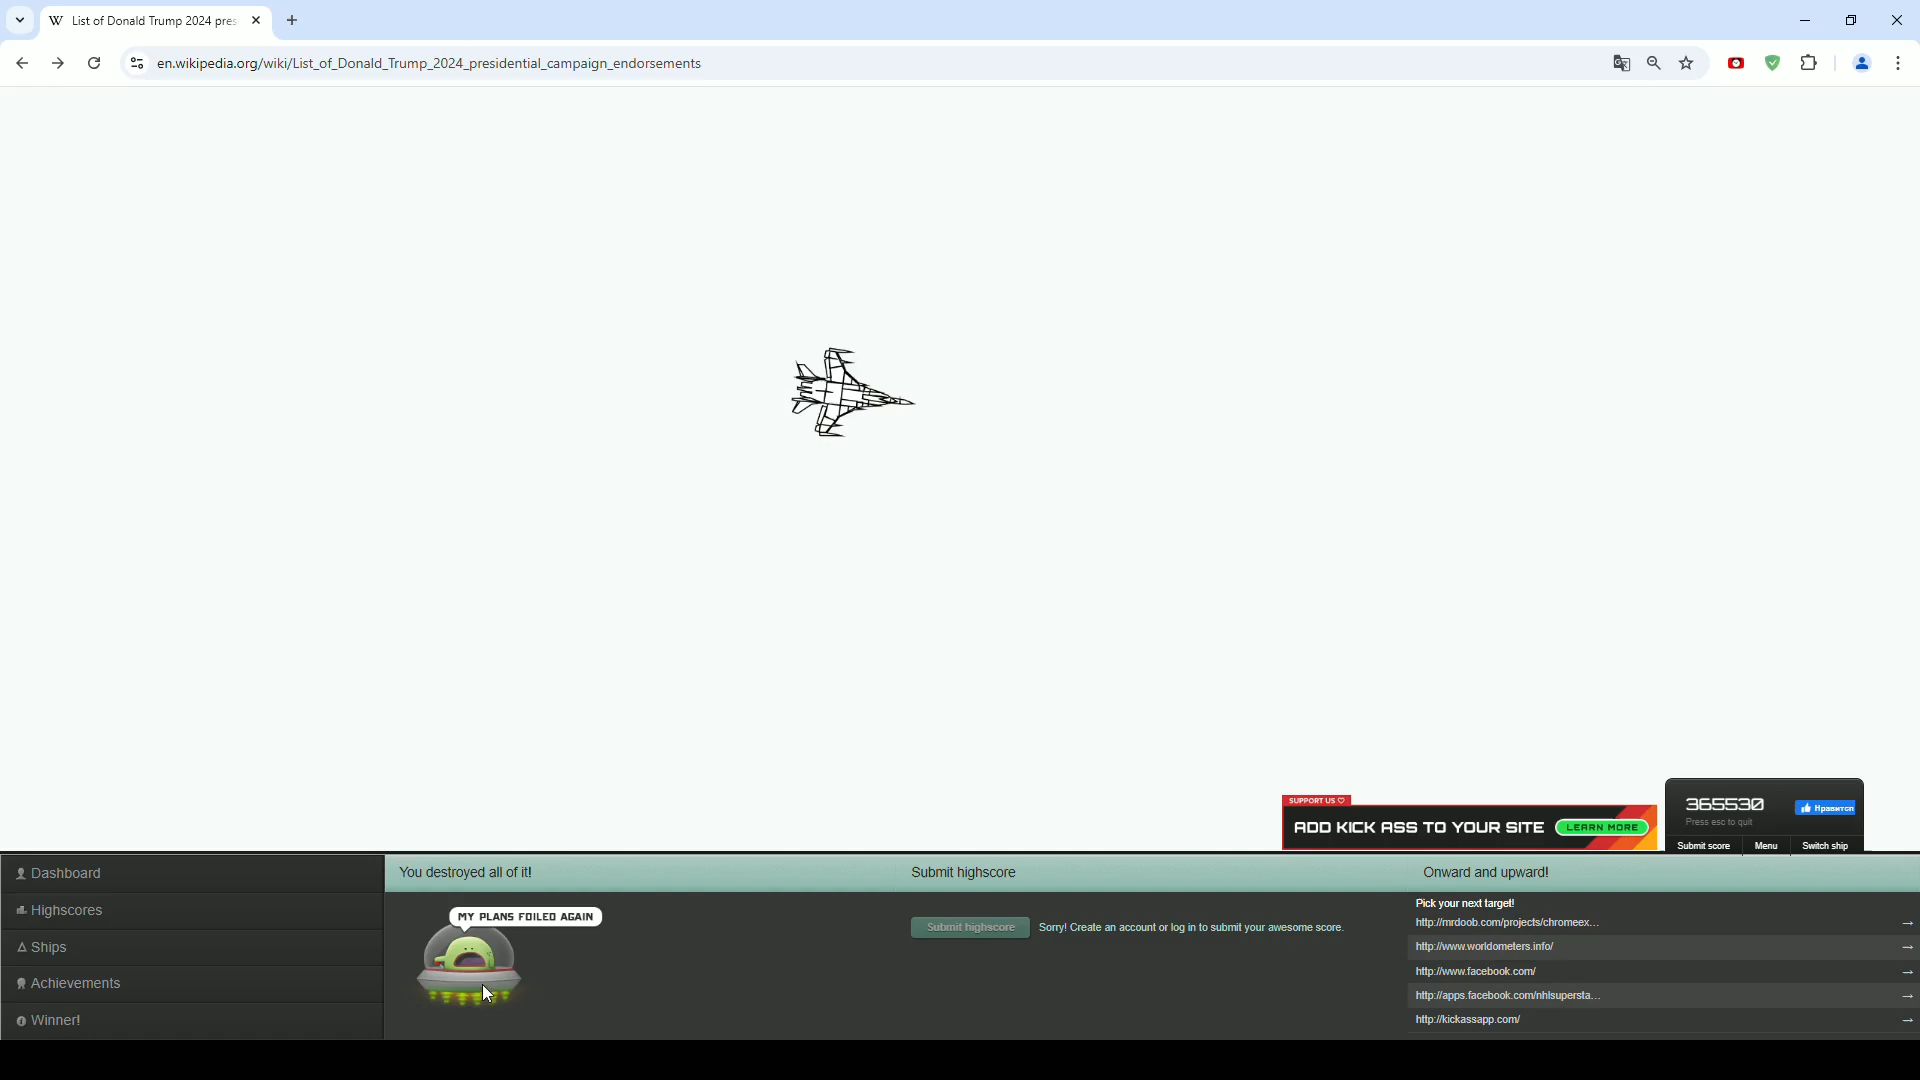 List of Donald Trump 2024 pres
en.wikipedia.org/wiki/List_of_Donald_Trump_2024_presidential_campaign_endorsements
SUPPORT US
ADD KICK ASS TO YOUR SITE
LEARN MORE
365530
Нравится
Press esc to quit
Submit score
Menu
Switch ship
Dashboard
Highscores
Ships
Achievements
Winner!
You destroyed all of it!
MY PLANS FOILED AGAIN
Submit highscore
Submit highscore
Sorry! Create an account or log in to submit your awesome score.
Onward and upward!
Pick your next target!
http://mrdoob.com/projects/chromeex...
http://www.worldometers.info/
http://www.facebook.com/
http://apps.facebook.com/nhlsupersta...
http://kickassapp.com/